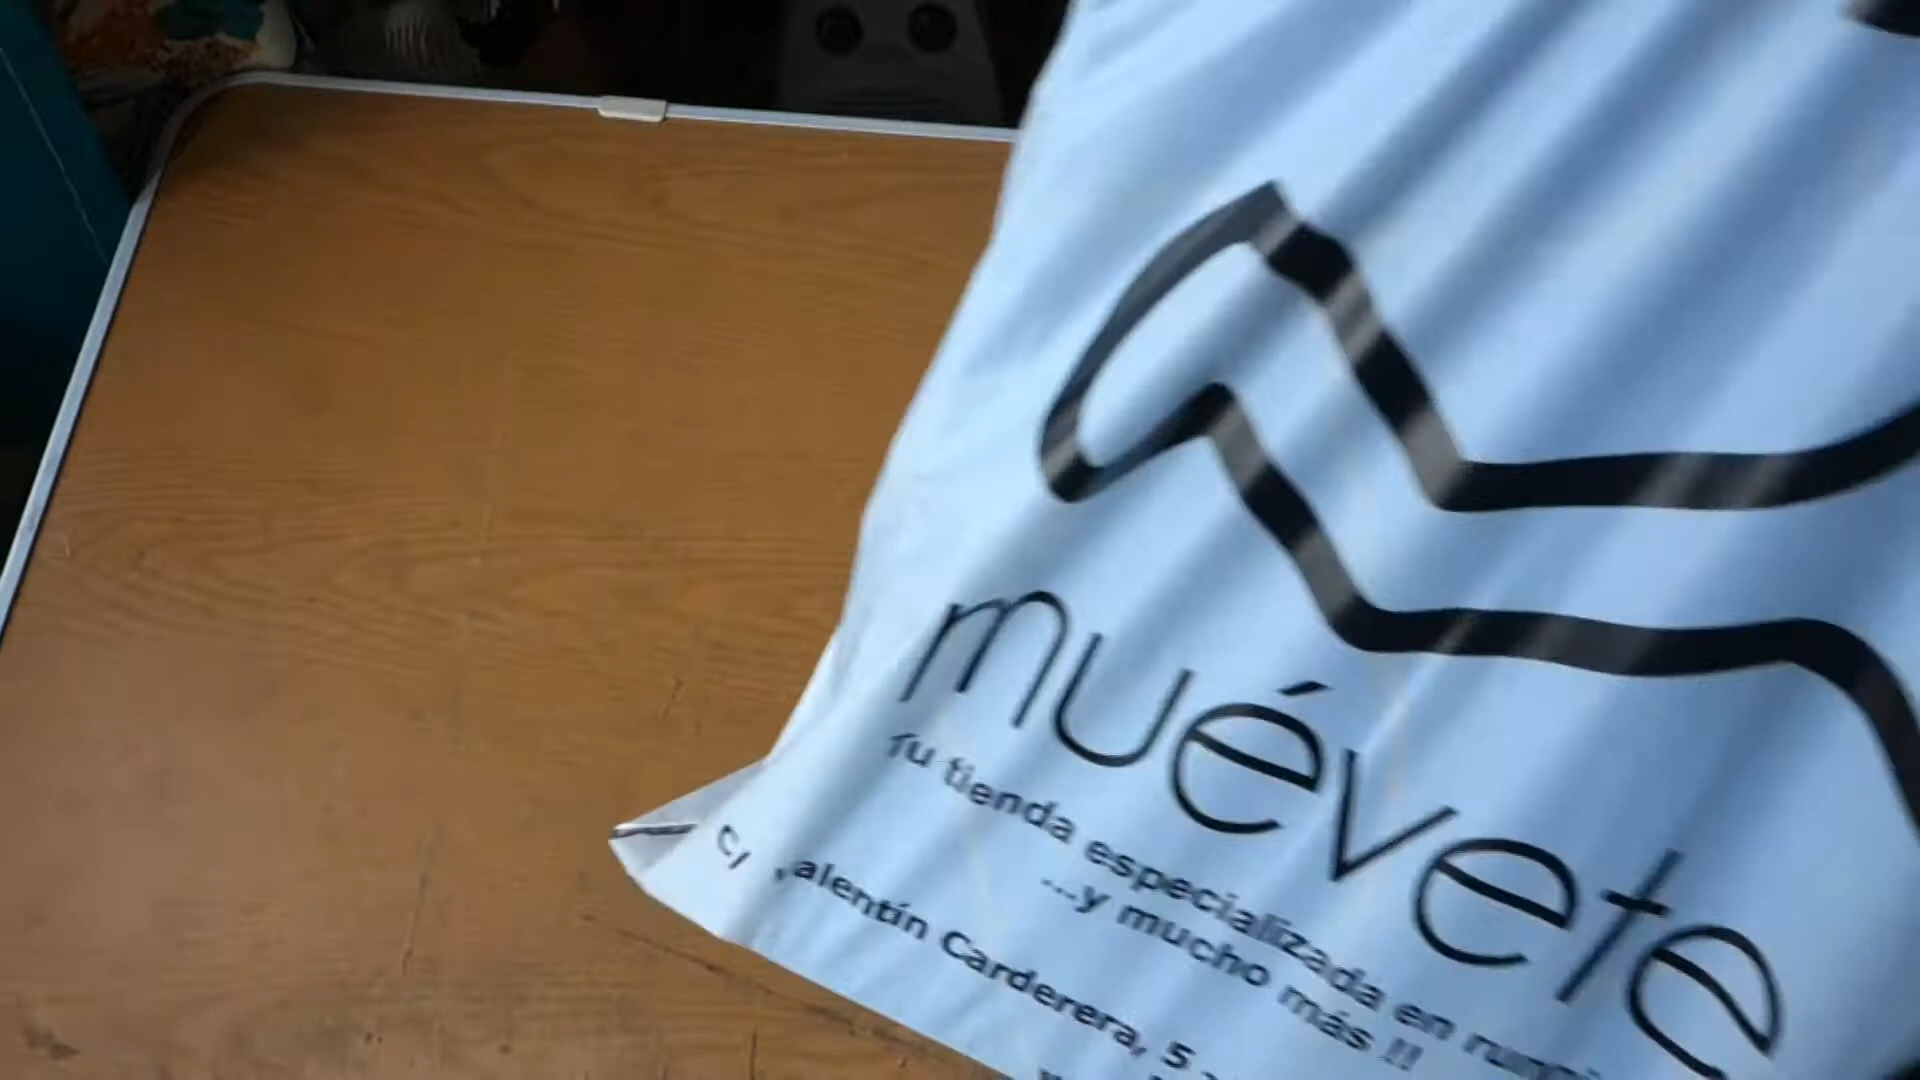 muévete
Tu tienda especializada en
...y mucho más !!
C/ Valentín Carderera, 5